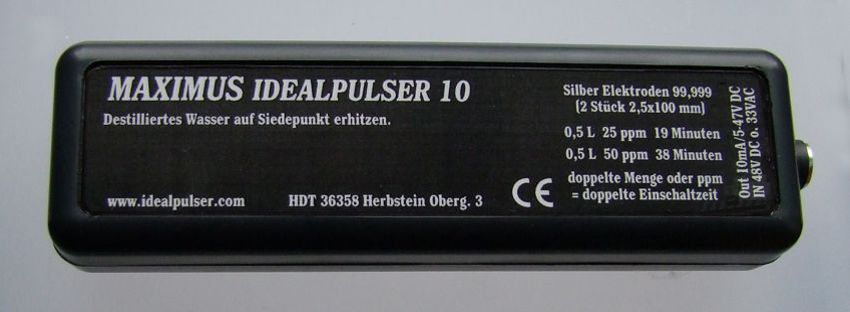 MAXIMUS IDEALPULSER 10
Destilliertes Wasser auf Siedepunkt erhitzen.
www.idealpulser.com
HDT 36358 Herbstein Oberg. 3
CE
Silber Elektroden 99,999
(2 Stück 2,5x100 mm)
0,5 L 25 ppm 19 Minuten
0,5 L 50 ppm 38 Minuten
doppelte Menge oder ppm
= doppelte Einschaltzeit
Out 10mA/5-47V DC
IN 48V DC o. 33VAC